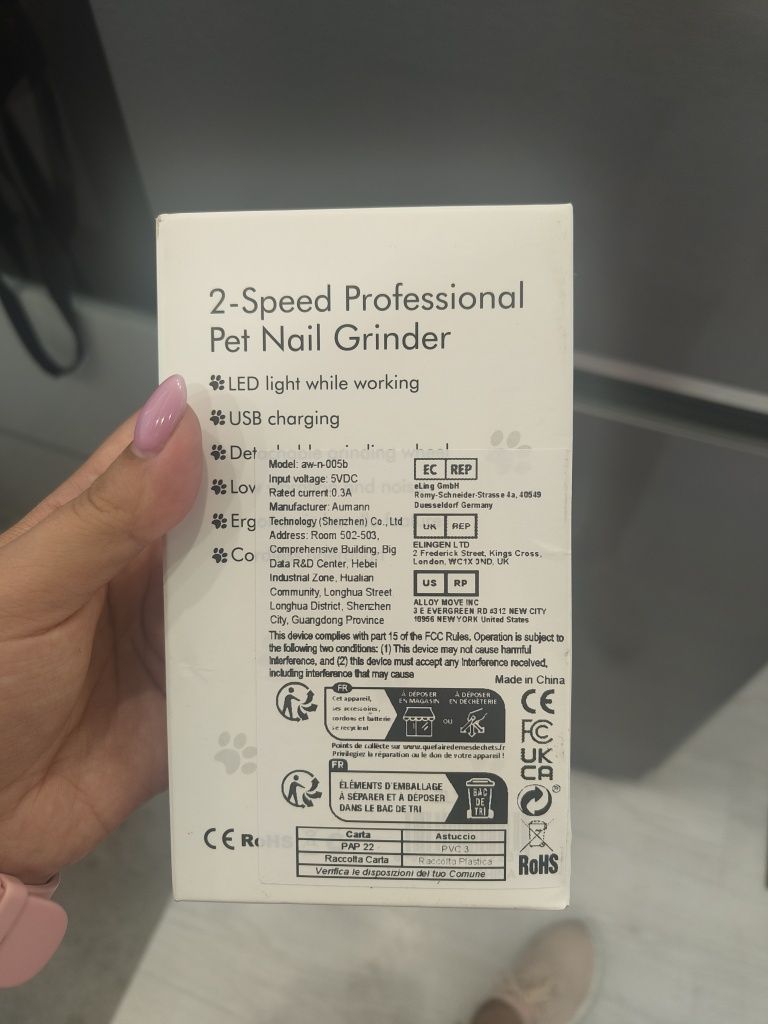 2-Speed Professional
Pet Nail Grinder
LED light while working
USB charging
Detachable grinding wheel
Low and noise
Model: aw-n-005b
Input voltage: 5VDC
Rated current:0.3A
Manufacturer: Aumann
Technology (Shenzhen) Co., Ltd
Address: Room 502-503,
Comprehensive Building, Big
Data R&D Center, Hebei
Industrial Zone, Hualian
Community, Longhua Street
Longhua District, Shenzhen
City, Guangdong Province
EC REP
eLing GmbH
Romy-Schneider-Strasse 4a, 40549
Duesseldorf Germany
UK REP
ELINGEN LTD
2 Frederick Street, Kings Cross,
London, WC1X 0ND, UK
US RP
ALLOY MOVE INC
3 E EVERGREEN RD #312 NEW CITY
10956 NEW YORK United States
This device complies with part 15 of the FCC Rules. Operation is subject to
the following two conditions: (1) This device may not cause harmful
interference, and (2) this device must accept any interference received,
including interference that may cause
Made in China
FR
Cet appareil,
ses accessoires,
cordons et batterie
se recyclent
À DÉPOSER
EN MAGASIN
OU
À DÉPOSER
EN DÉCHÈTERIE
Points de collecte sur www.quefairedemesdechets.fr
Privilégiez la réparation ou le don de votre appareil !
FR
ÉLÉMENTS D'EMBALLAGE
À SÉPARER ET À DÉPOSER
DANS LE BAC DE TRI
BAC
DE
TRI
CE
FC
UK
CA
RoHS
Carta Astuccio
PAP 22 PVC 3
Raccolta Carta Raccolta Plastica
Verifica le disposizioni del tuo Comune
CE RoHS